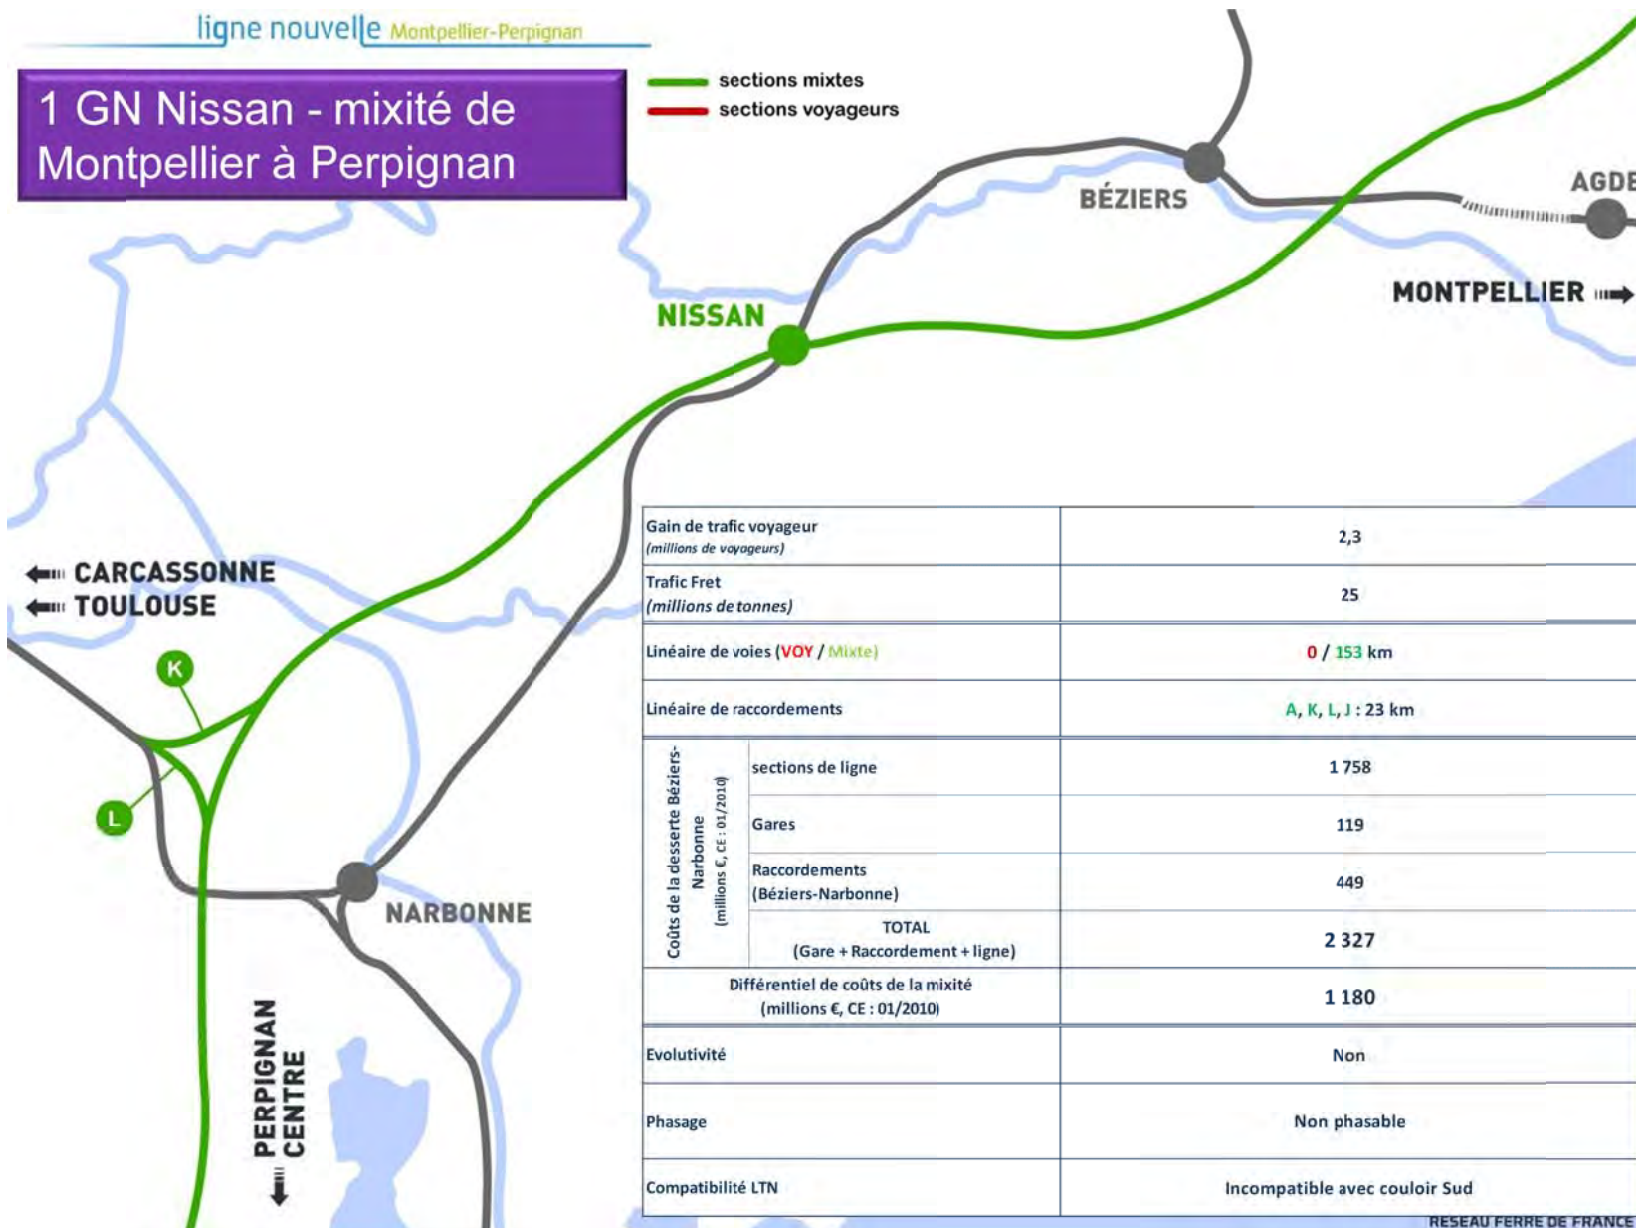 ligne nouvelle Montpellier-Perpignan
1 GN Nissan - mixité de
Montpellier à Perpignan
sections mixtes
sections voyageurs
BÉZIERS
AGDE
MONTPELLIER
NISSAN
CARCASSONNE
TOULOUSE
K
L
NARBONNE
PERPIGNAN
CENTRE
Gain de trafic voyageur
(millions de voyageurs)
2,3
Trafic Fret
(millions de tonnes)
25
Linéaire de voies (VOY / Mixte)
0 / 153 km
Linéaire de raccordements
A, K, L, J : 23 km
Coûts de la desserte Béziers-
Narbonne
(millions €, CE : 01/2010)
sections de ligne
1 758
Gares
119
Raccordements
(Béziers-Narbonne)
449
TOTAL
(Gare + Raccordement + ligne)
2 327
Différentiel de coûts de la mixité
(millions €, CE : 01/2010)
1 180
Evolutivité
Non
Phasage
Non phasable
Compatibilité LTN
Incompatible avec couloir Sud
RESEAU FERRE DE FRANCE